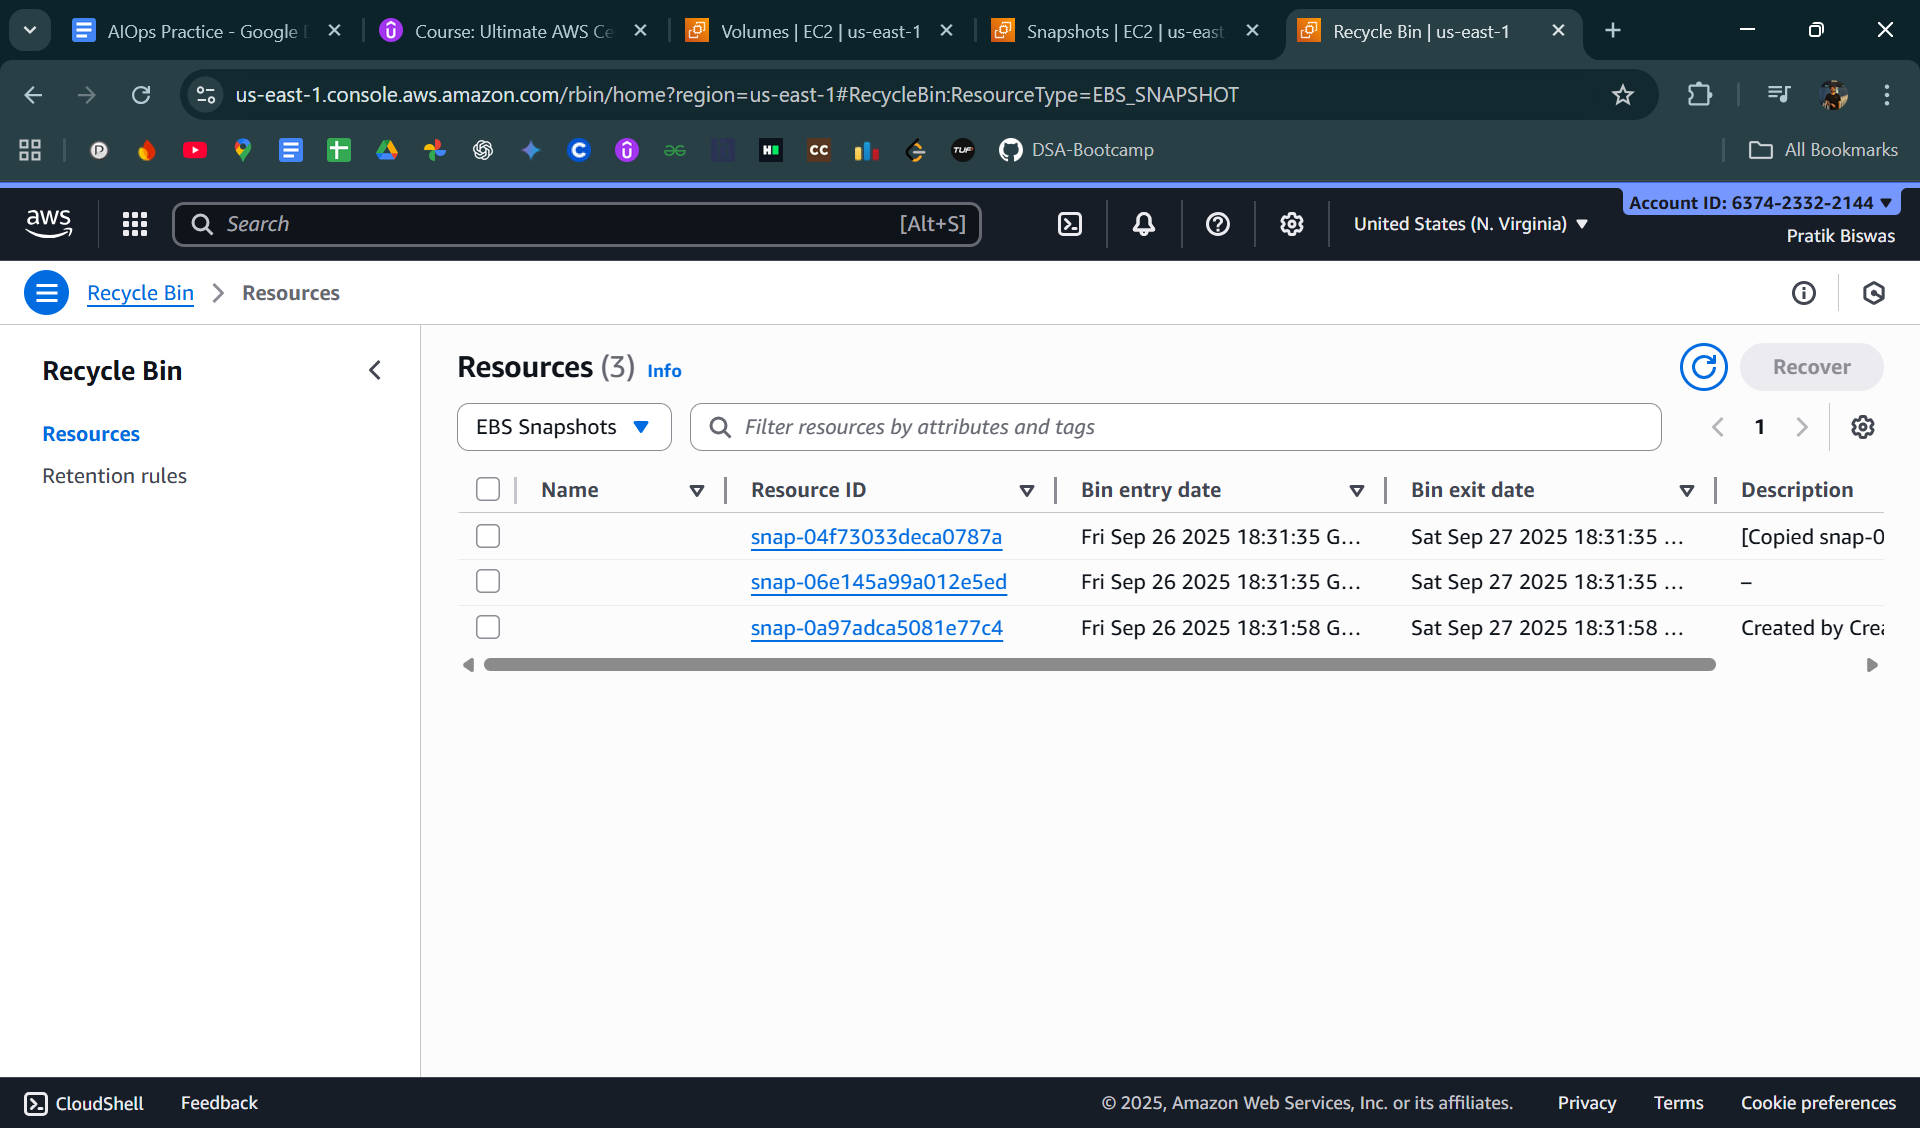 AIOps Practice - Google D
Course: Ultimate AWS Ce
Volumes | EC2 | us-east-1
Snapshots | EC2 | us-east
Recycle Bin | us-east-1
us-east-1.console.aws.amazon.com/rbin/home?region=us-east-1#RecycleBin:ResourceType=EBS_SNAPSHOT
CC
TUF
DSA-Bootcamp
All Bookmarks
aws
Search
[Alt+S]
United States (N. Virginia)
Account ID: 6374-2332-2144
Pratik Biswas
Recycle Bin
Resources
Recycle Bin
Resources
Retention rules
Resources (3) Info
Recover
EBS Snapshots
Filter resources by attributes and tags
1
Name Resource ID Bin entry date Bin exit date Description
snap-04f73033deca0787a Fri Sep 26 2025 18:31:35 G... Sat Sep 27 2025 18:31:35 ... [Copied snap-0
snap-06e145a99a012e5ed Fri Sep 26 2025 18:31:35 G... Sat Sep 27 2025 18:31:35 ... –
snap-0a97adca5081e77c4 Fri Sep 26 2025 18:31:58 G... Sat Sep 27 2025 18:31:58 ... Created by Crea
CloudShell Feedback © 2025, Amazon Web Services, Inc. or its affiliates. Privacy Terms Cookie preferences